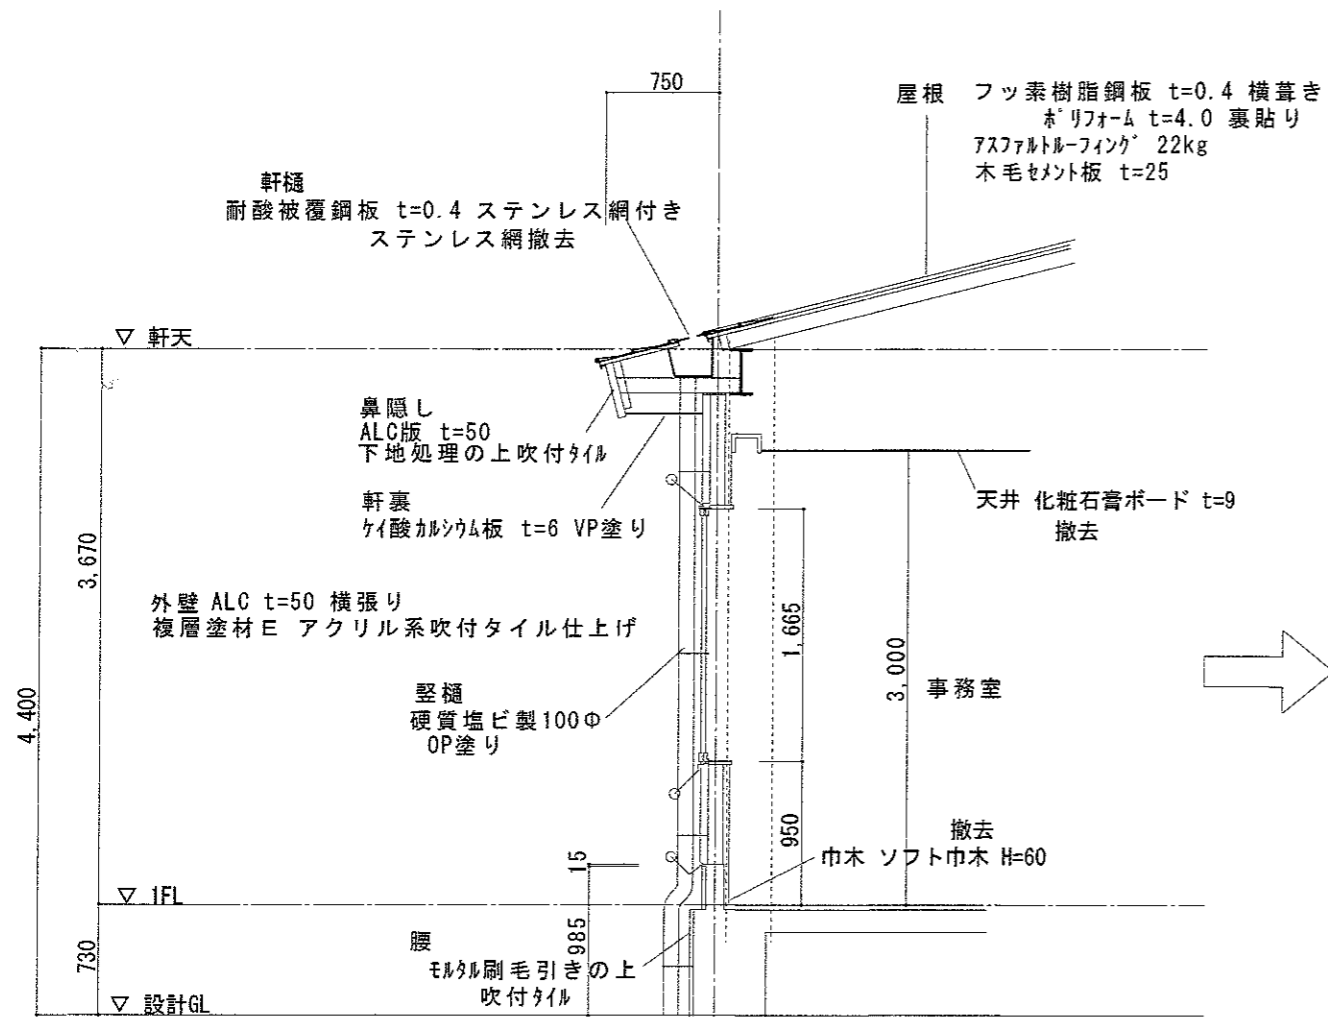 750
屋根 フッ素樹脂鋼板 t=0.4 横葺き
ﾎﾟﾘﾌｫｰﾑ t=4.0 裏貼り
ｱｽﾌｧﾙﾄﾙｰﾌｨﾝｸﾞ 22kg
木毛ｾﾒﾝﾄ板 t=25
軒樋
耐酸被覆鋼板 t=0.4 ステンレス網付き
ステンレス網撤去
▽ 軒天
鼻隠し
ALC版 t=50
下地処理の上吹付ﾀｲﾙ
軒裏
ｹｲ酸ｶﾙｼｳﾑ板 t=6 VP塗り
天井 化粧石膏ボード t=9
撤去
3,670
外壁 ALC t=50 横張り
複層塗材E アクリル系吹付タイル仕上げ
1,665
3,000
事務室
4,400
竪樋
硬質塩ビ製100Φ
OP塗り
950
撤去
巾木 ソフト巾木 H=60
15
▽ 1FL
985
730
腰
ﾓﾙﾀﾙ刷毛引きの上
吹付ﾀｲﾙ
▽ 設計GL